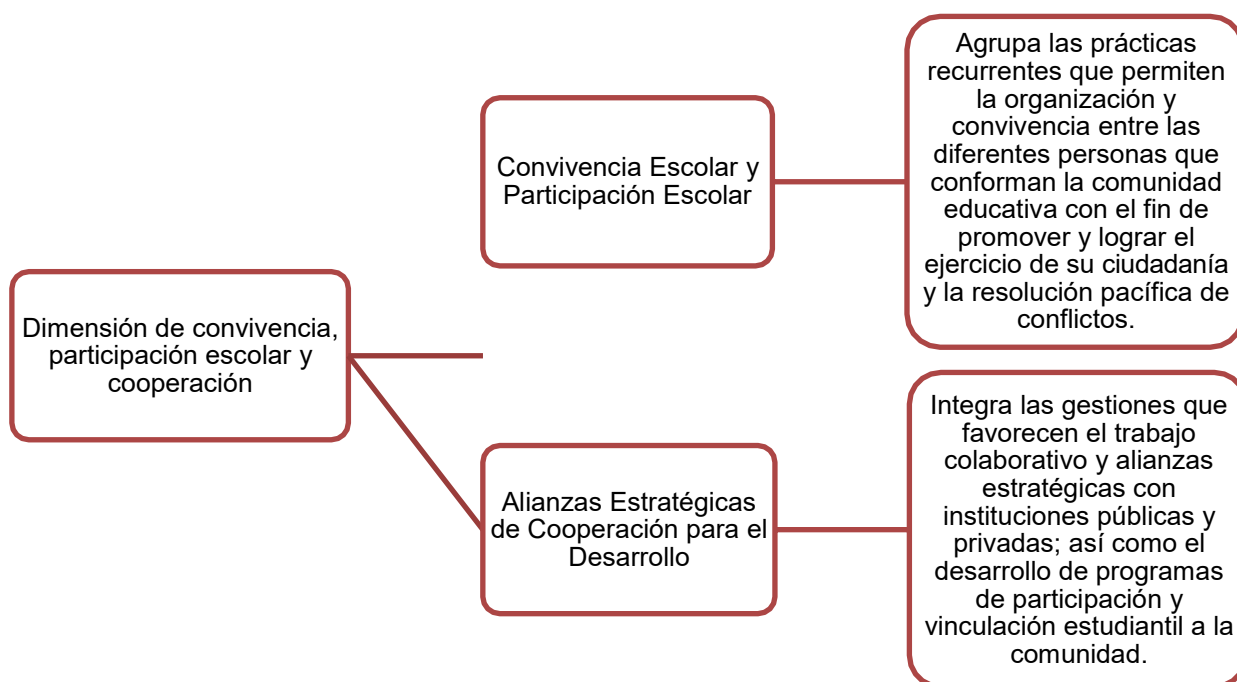 Dimensión de convivencia,
participación escolar y
cooperación
Convivencia Escolar y
Participación Escolar
Agrupa las prácticas
recurrentes que permiten
la organización y
convivencia entre las
diferentes personas que
conforman la comunidad
educativa con el fin de
promover y lograr el
ejercicio de su ciudadanía
y la resolución pacífica de
conflictos.
Alianzas Estratégicas
de Cooperación para el
Desarrollo
Integra las gestiones que
favorecen el trabajo
colaborativo y alianzas
estratégicas con
instituciones públicas y
privadas; así como el
desarrollo de programas
de participación y
vinculación estudiantil a la
comunidad.